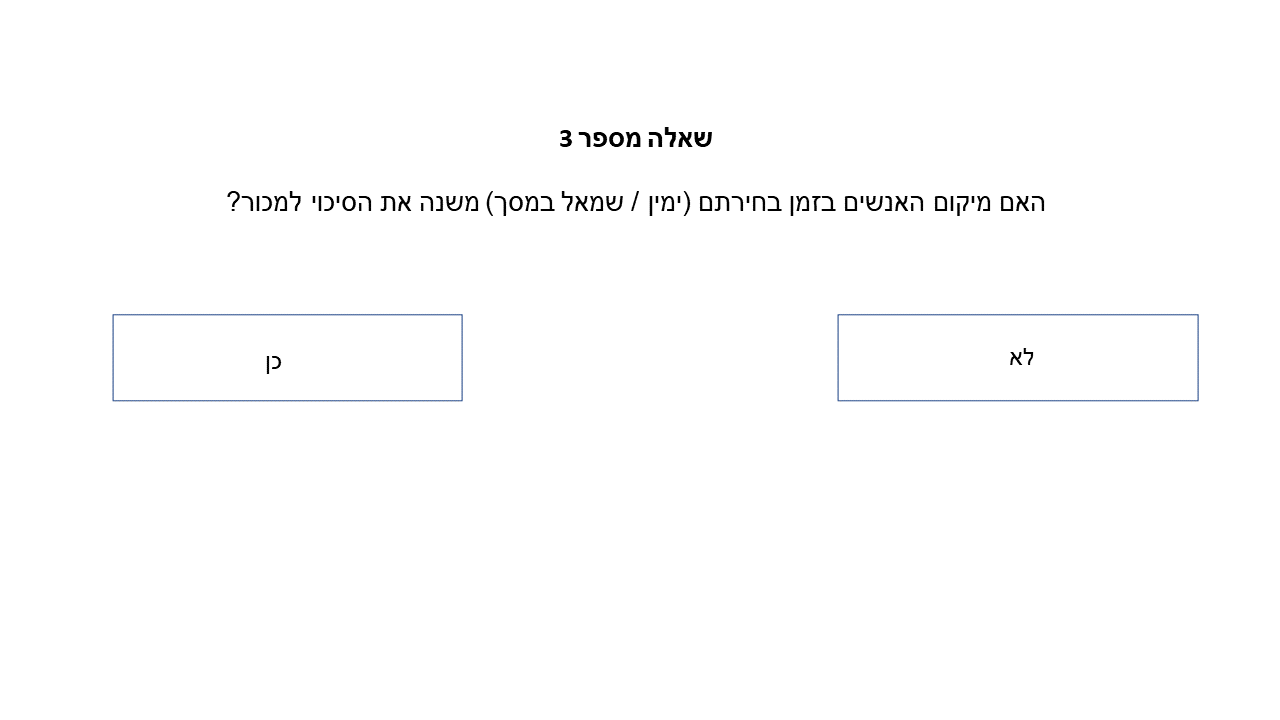 שאלה מספר 3
האם מיקום האנשים בזמן בחירתם (ימין / שמאל במסך) משנה את הסיכוי למכור?
לא
כן